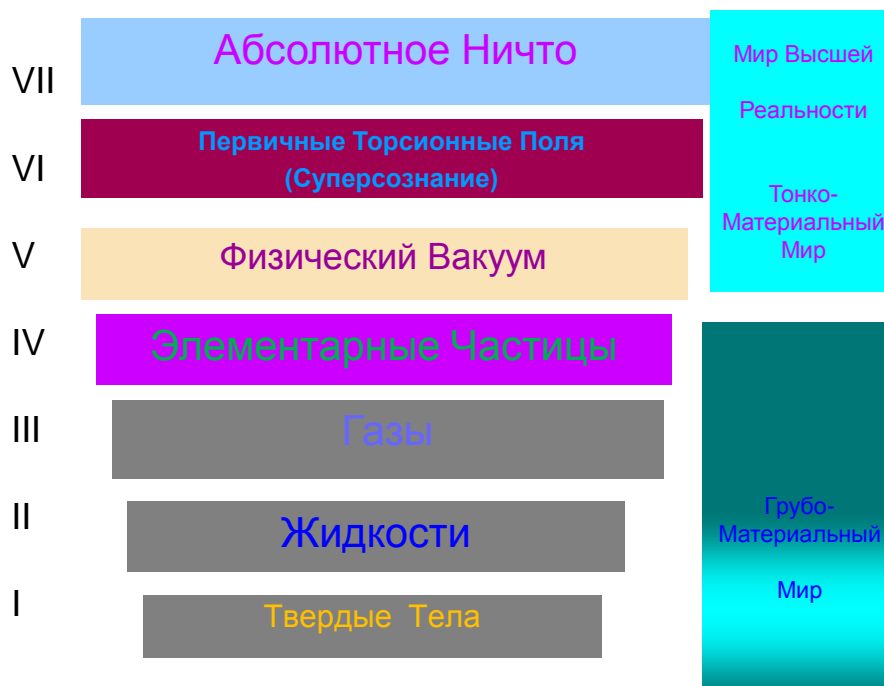 VII
Абсолютное Ничто
VI
Первичные Торсионные Поля
(Суперсознание)
V
Физический Вакуум
IV
Элементарные Частицы
III
Газы
II
Жидкости
I
Твердые Тела
Мир Высшей
Реальности
Тонко-
Материальный
Мир
Грубо-
Материальный
Мир